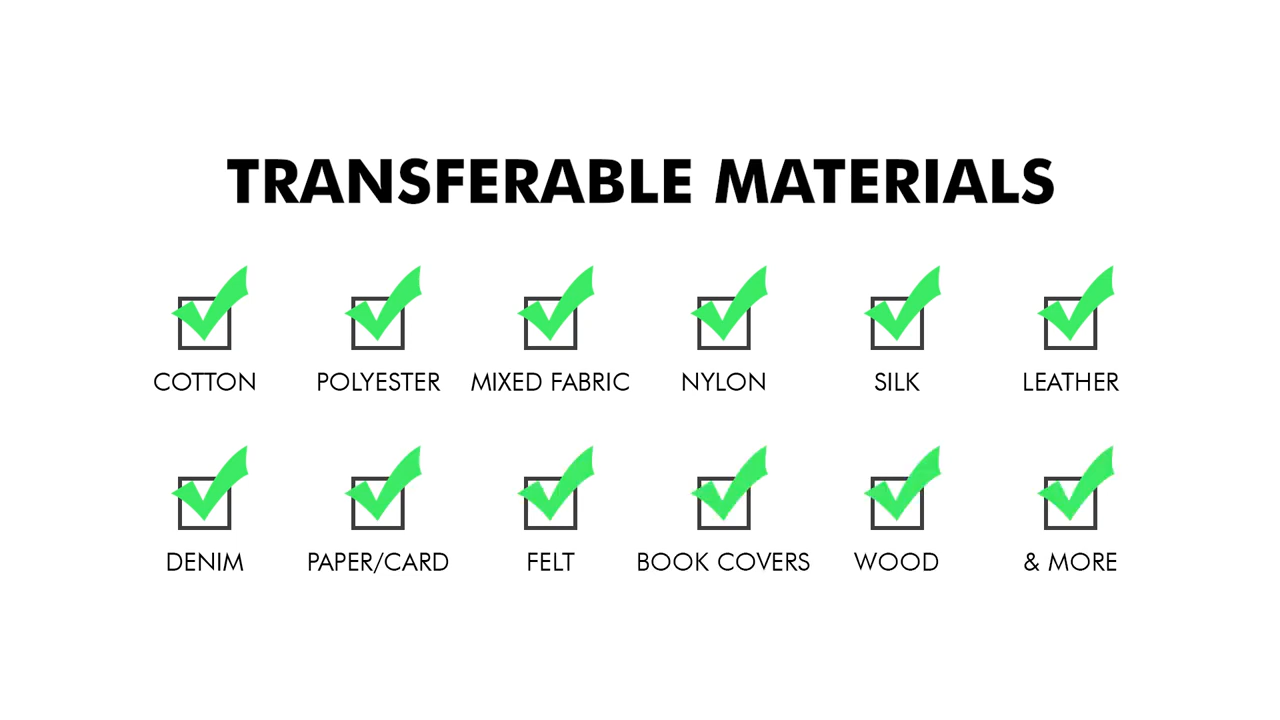 TRANSFERABLE MATERIALS
COTTON POLYESTER MIXED FABRIC NYLON SILK LEATHER
DENIM PAPER/CARD FELT BOOK COVERS WOOD & MORE